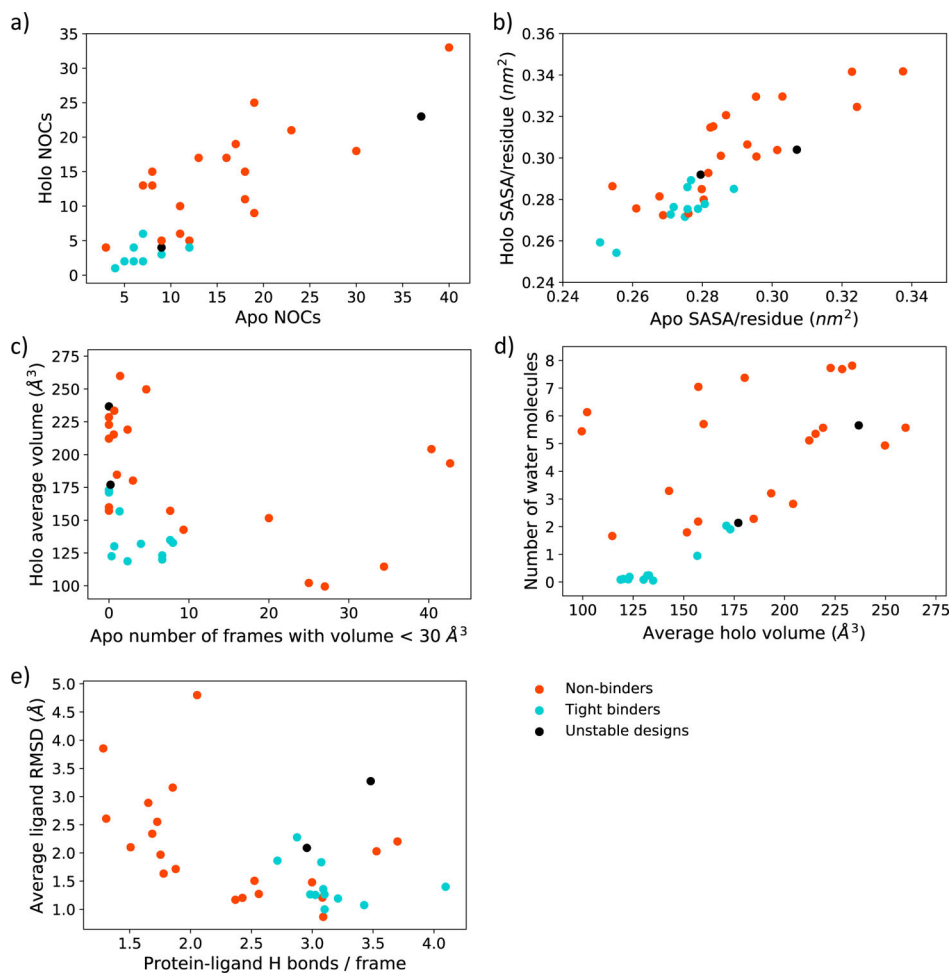 a)
35
30
25
20
15
10
5
0
Holo NOCs
5 10 15 20 25 30 35 40
Apo NOCs
b)
0.36
0.34
0.32
0.30
0.28
0.26
0.24
Holo SASA/residue (nm²)
0.24 0.26 0.28 0.30 0.32 0.34
Apo SASA/residue (nm²)
c)
275
250
225
200
175
150
125
100
Holo average volume (Å³)
0 10 20 30 40
Apo number of frames with volume < 30 Å³
d)
8
7
6
5
4
3
2
1
0
Number of water molecules
100 125 150 175 200 225 250 275
Average holo volume (Å³)
e)
5.0
4.5
4.0
3.5
3.0
2.5
2.0
1.5
1.0
Average ligand RMSD (Å)
1.5 2.0 2.5 3.0 3.5 4.0
Protein-ligand H bonds / frame
Non-binders
Tight binders
Unstable designs